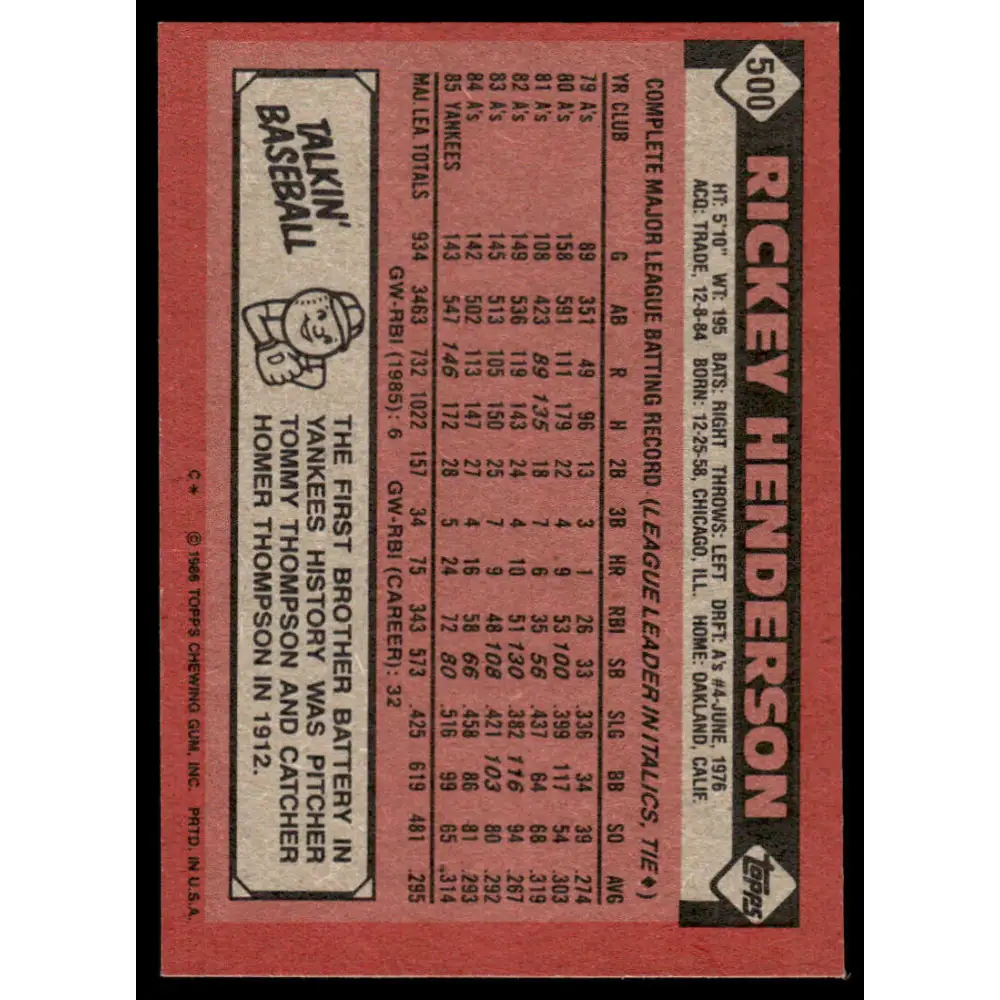 500 RICKEY HENDERSON topps
HT: 5'10" WT: 195 BATS: RIGHT THROWS: LEFT DRFT: A's #4-JUNE, 1976
ACQ: TRADE, 12-8-84 BORN: 12-25-58, CHICAGO, ILL. HOME: OAKLAND, CALIF.
COMPLETE MAJOR LEAGUE BATTING RECORD (LEAGUE LEADER IN ITALICS, TIE ♦)
YR CLUB G AB R H 2B 3B HR RBI SB SLG BB SO AVG
79 A's 89 351 49 96 13 3 1 26 33 .336 34 39 .274
80 A's 158 591 111 179 22 4 9 53 100 .399 117 54 .303
81 A's 108 423 89 135 18 7 6 35 56 .437 64 68 .319
82 A's 149 536 119 143 24 4 10 51 130 .382 116 94 .267
83 A's 145 513 105 150 25 7 9 48 108 .421 103 80 .292
84 A's 142 502 113 147 27 4 16 58 66 .458 86 81 .293
85 YANKEES 143 547 146 172 28 5 24 72 80 .516 99 65 .314
MAJ. LEA TOTALS 934 3463 732 1022 157 34 75 343 573 .425 619 481 .295
GW-RBI (1985): 6 GW-RBI (CAREER): 32
TALKIN'
BASEBALL
THE FIRST BROTHER BATTERY IN
YANKEES HISTORY WAS PITCHER
TOMMY THOMPSON AND CATCHER
HOMER THOMPSON IN 1912.
C* © 1986 TOPPS CHEWING GUM, INC. PRTD. IN U.S.A.